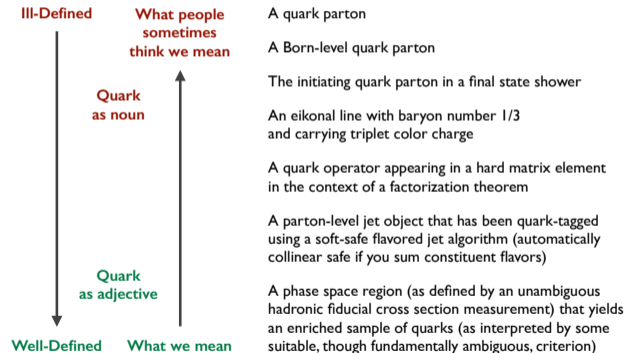 Ill-Defined
What people
sometimes
think we mean
Quark
as noun
Quark
as adjective
Well-Defined
What we mean
A quark parton
A Born-level quark parton
The initiating quark parton in a final state shower
An eikonal line with baryon number 1/3
and carrying triplet color charge
A quark operator appearing in a hard matrix element
in the context of a factorization theorem
A parton-level jet object that has been quark-tagged
using a soft-safe flavored jet algorithm (automatically
collinear safe if you sum constituent flavors)
A phase space region (as defined by an unambiguous
hadronic fiducial cross section measurement) that yields
an enriched sample of quarks (as interpreted by some
suitable, though fundamentally ambiguous, criterion)